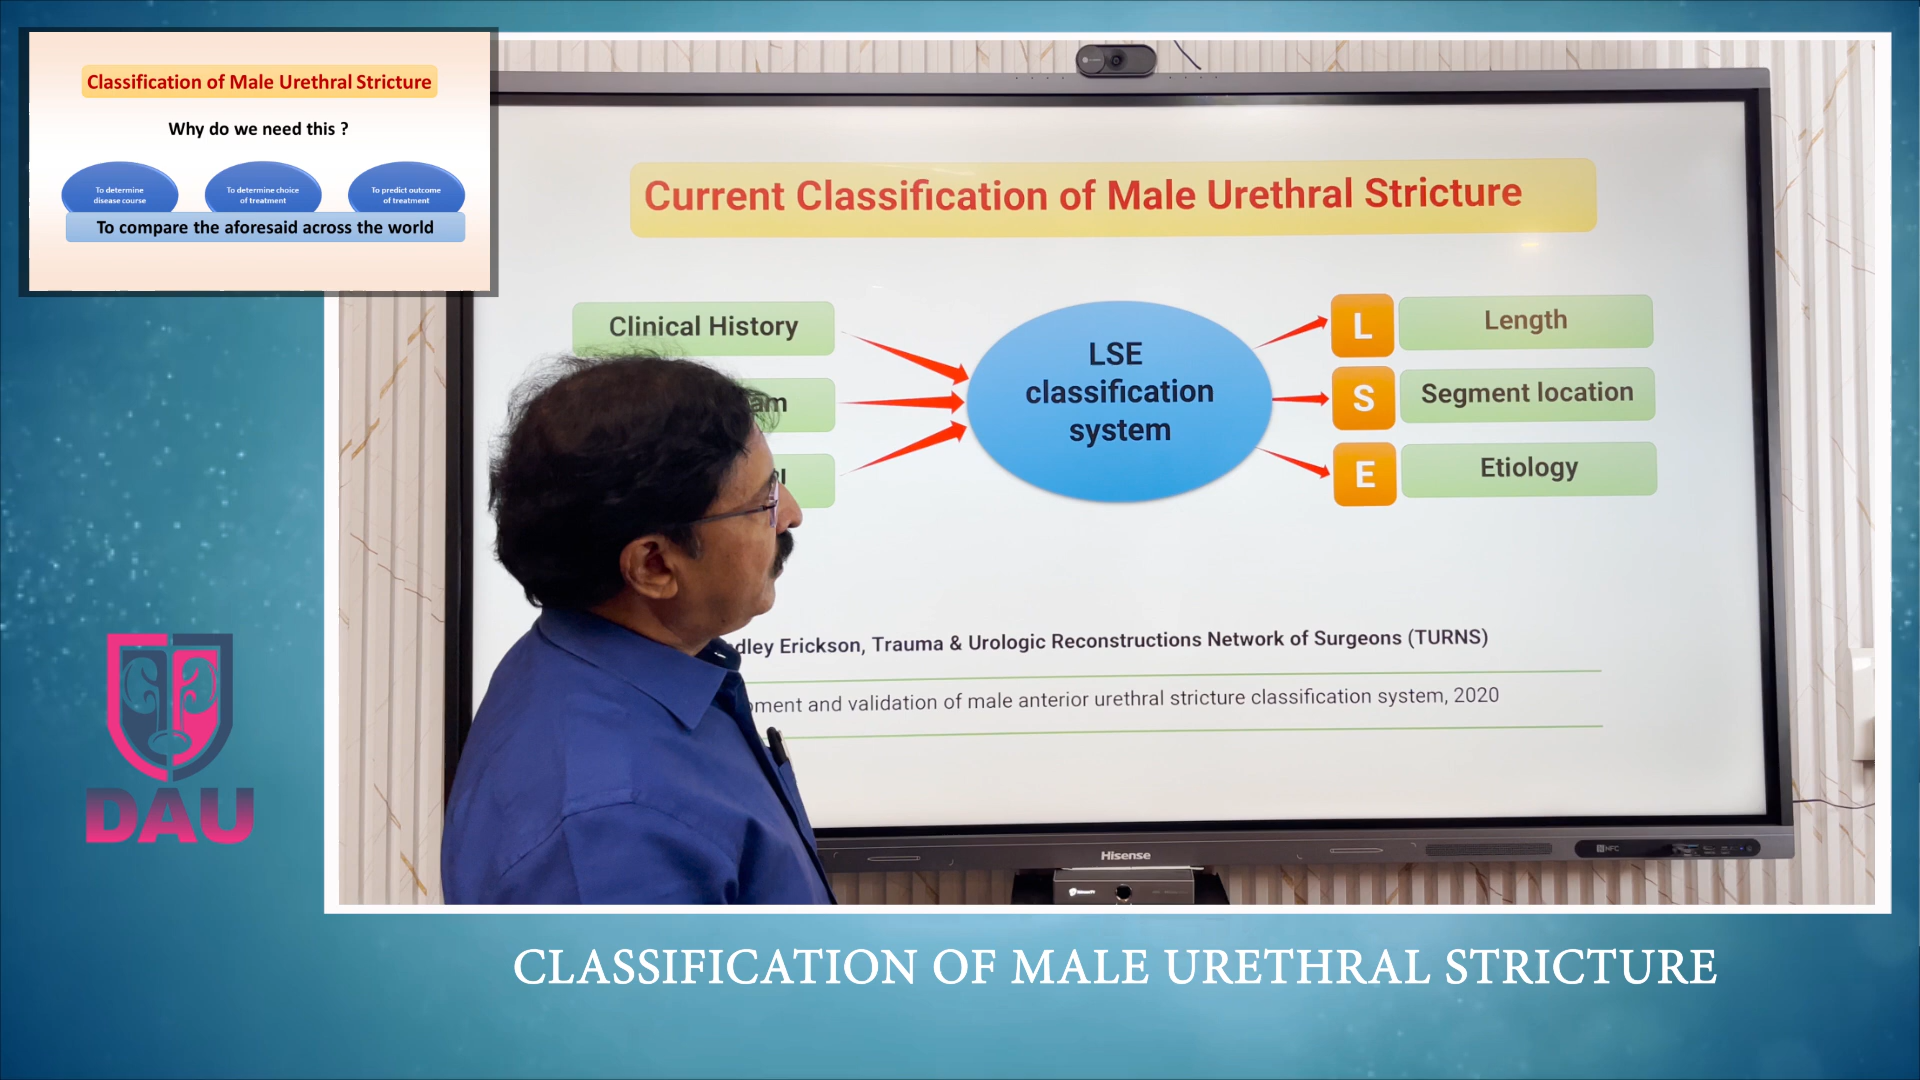 Classification of Male Urethral Stricture
Why do we need this ?
To determine
disease course
To determine choice
of treatment
To predict outcome
of treatment
To compare the aforesaid across the world
Current Classification of Male Urethral Stricture
Clinical History
LSE
classification
system
L
Length
S
Segment location
E
Etiology
Erickson, Trauma & Urologic Reconstructions Network of Surgeons (TURNS)
and validation of male anterior urethral stricture classification system, 2020
Hisense
NFC
DAU
CLASSIFICATION OF MALE URETHRAL STRICTURE